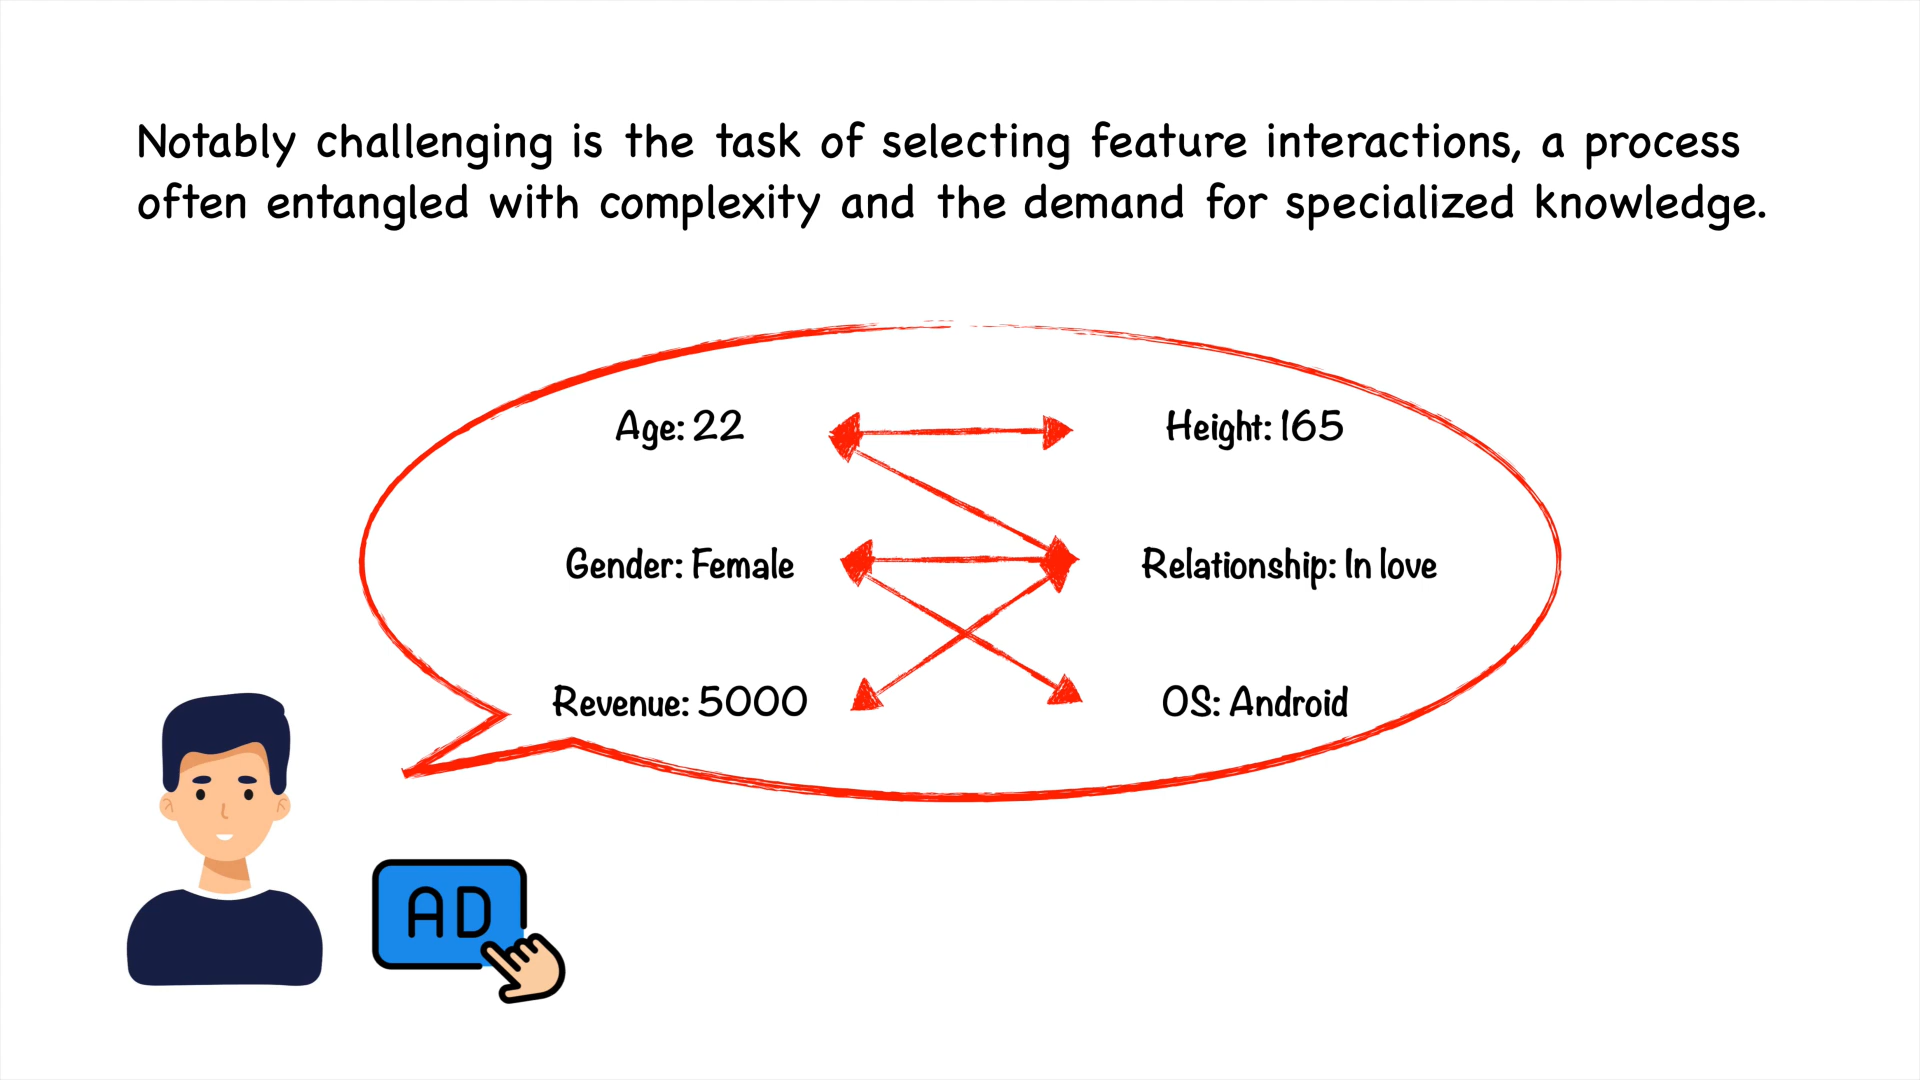 Notably challenging is the task of selecting feature interactions, a process
often entangled with complexity and the demand for specialized knowledge.
Age: 22
Height: 165
Gender: Female
Relationship: In love
Revenue: 5000
OS: Android
AD